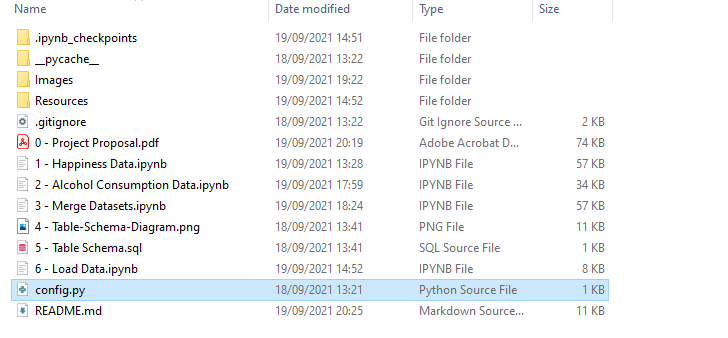 Name Date modified Type Size
.ipynb_checkpoints 19/09/2021 14:51 File folder
__pycache__ 18/09/2021 13:22 File folder
Images 19/09/2021 19:22 File folder
Resources 19/09/2021 14:52 File folder
.gitignore 18/09/2021 13:22 Git Ignore Source ... 2 KB
0 - Project Proposal.pdf 19/09/2021 20:19 Adobe Acrobat D... 74 KB
1 - Happiness Data.ipynb 19/09/2021 13:28 IPYNB File 57 KB
2 - Alcohol Consumption Data.ipynb 19/09/2021 17:59 IPYNB File 34 KB
3 - Merge Datasets.ipynb 19/09/2021 18:24 IPYNB File 57 KB
4 - Table-Schema-Diagram.png 18/09/2021 13:41 PNG File 11 KB
5 - Table Schema.sql 18/09/2021 13:41 SQL Source File 1 KB
6 - Load Data.ipynb 19/09/2021 14:52 IPYNB File 8 KB
config.py 18/09/2021 13:21 Python Source File 1 KB
README.md 19/09/2021 20:25 Markdown Source... 11 KB